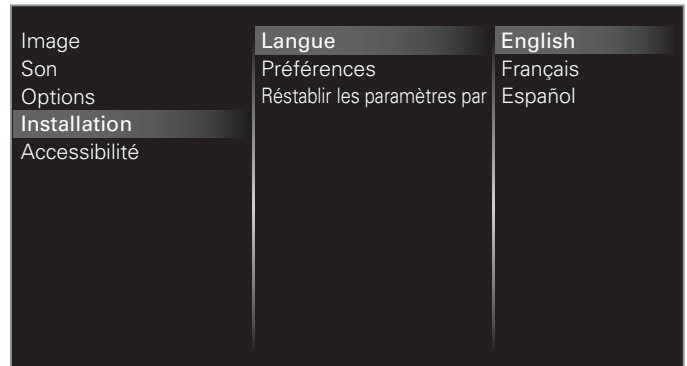 Image
Son
Options
Installation
Accessibilité
Langue
Préférences
Réstablir les paramètres par
English
Français
Español